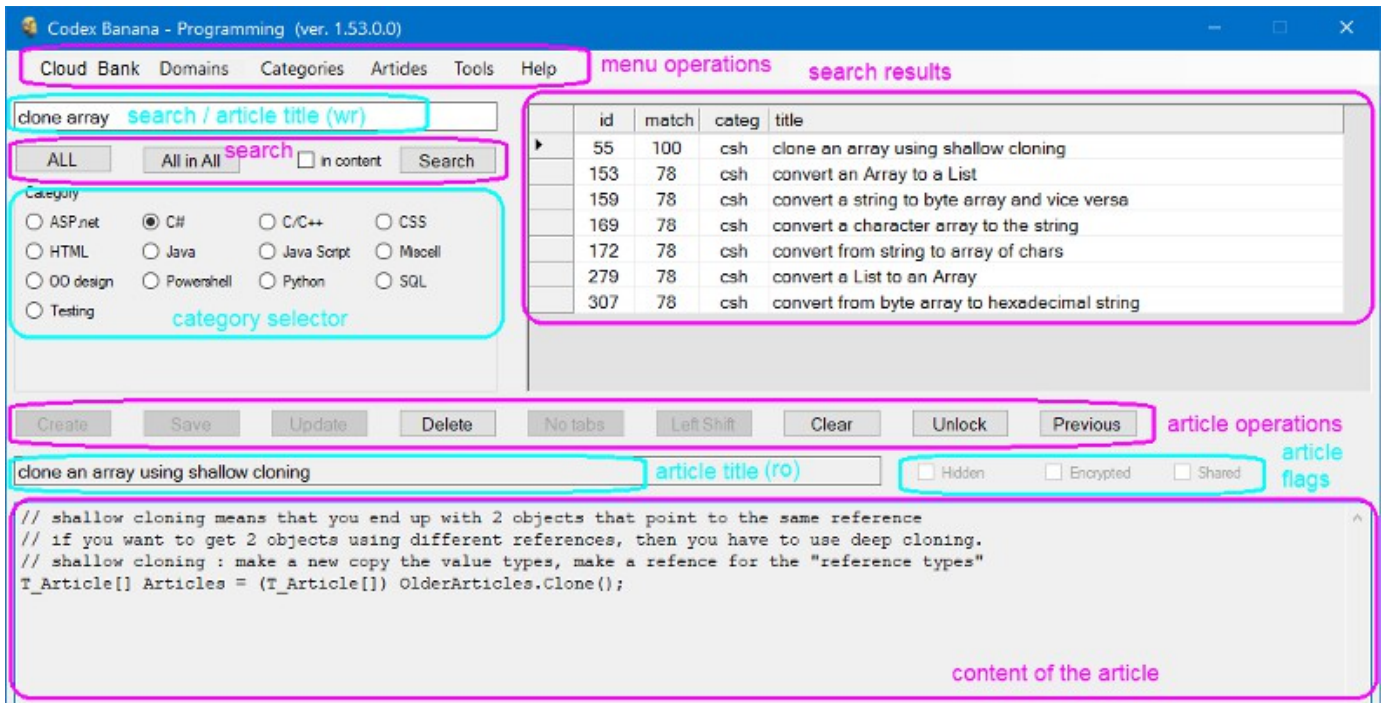 Codex Banana - Programming (ver. 1.53.0.0)
Cloud Bank Domains Categories Articles Tools Help menu operations
search results
clone array search / article title (wr)
ALL All in All search in content Search
Category
ASP.net C# C/C++ CSS
HTML Java Java Script Miscell
OO design Powershell Python SQL
Testing
category selector
id match categ title
55 100 csh clone an array using shallow cloning
153 78 csh convert an Array to a List
159 78 csh convert a string to byte array and vice versa
169 78 csh convert a character array to the string
172 78 csh convert from string to array of chars
279 78 csh convert a List to an Array
307 78 csh convert from byte array to hexadecimal string
Create Save Update Delete No tabs Left Shift Clear Unlock Previous article operations
clone an array using shallow cloning article title (ro) Hidden Encrypted Shared article flags
// shallow cloning means that you end up with 2 objects that point to the same reference
// if you want to get 2 objects using different references, then you have to use deep cloning.
// shallow cloning : make a new copy the value types, make a refence for the "reference types"
T_Article[] Articles = (T_Article[]) OlderArticles.Clone();
content of the article